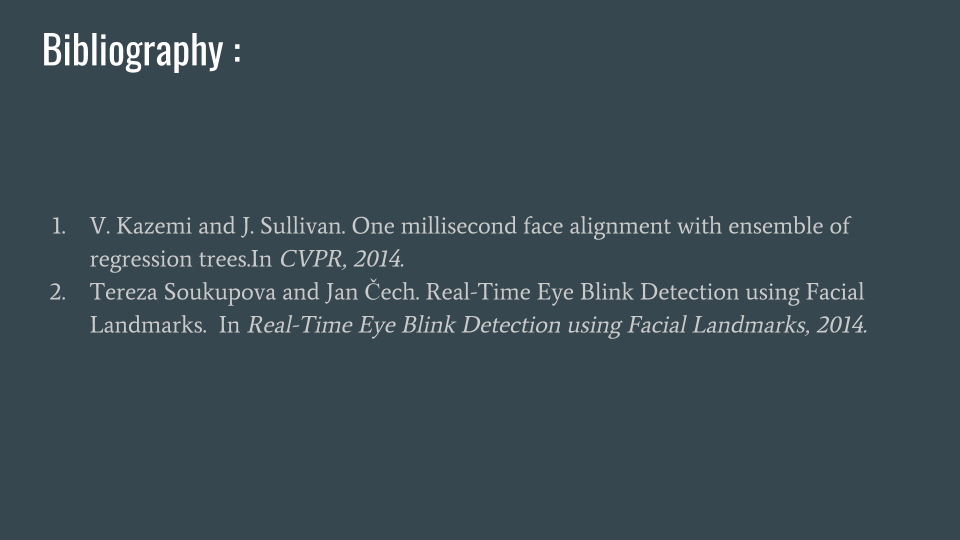 Bibliography :
1. V. Kazemi and J. Sullivan. One millisecond face alignment with ensemble of
regression trees.In CVPR, 2014.
2. Tereza Soukupova and Jan Čech. Real-Time Eye Blink Detection using Facial
Landmarks.  In Real-Time Eye Blink Detection using Facial Landmarks, 2014.